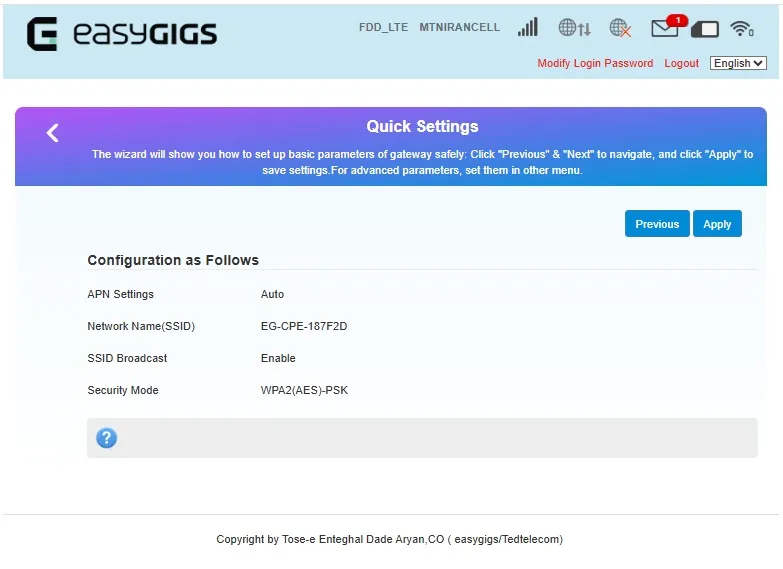 easyGIGS
FDD_LTE MTNIRANCELL 1 0
Modify Login Password Logout English
Quick Settings
The wizard will show you how to set up basic parameters of gateway safely: Click "Previous" & "Next" to navigate, and click "Apply" to
save settings.For advanced parameters, set them in other menu.
Previous Apply
Configuration as Follows
APN Settings Auto
Network Name(SSID) EG-CPE-187F2D
SSID Broadcast Enable
Security Mode WPA2(AES)-PSK
?
Copyright by Tose-e Enteghal Dade Aryan,CO ( easygigs/Tedtelecom)